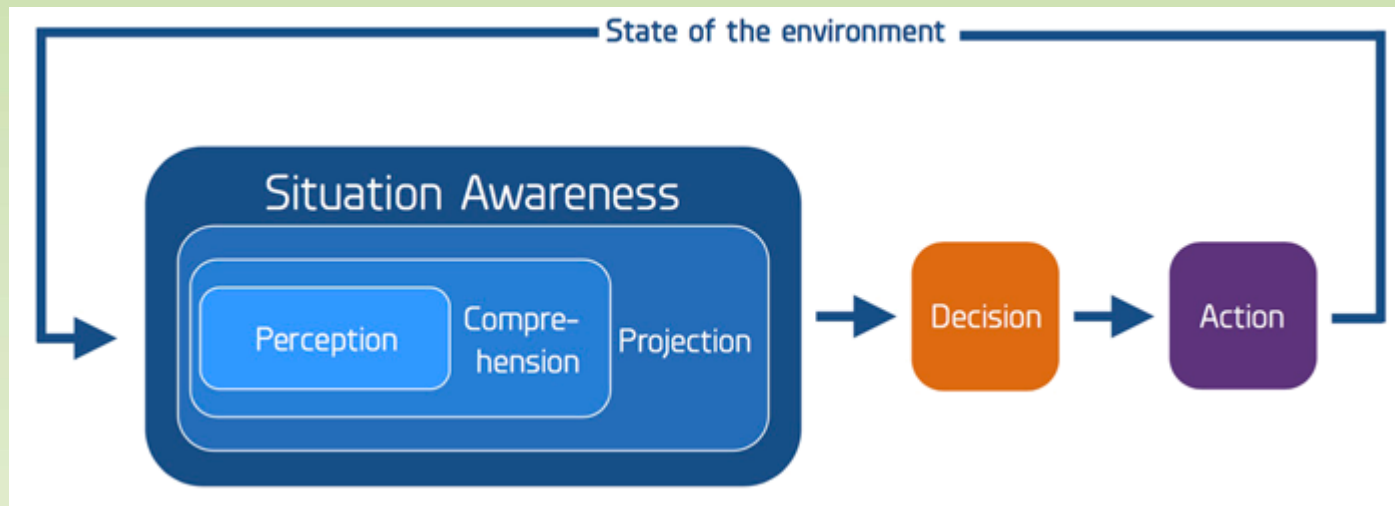 State of the environment
Situation Awareness
Perception
Compre-
hension
Projection
Decision
Action